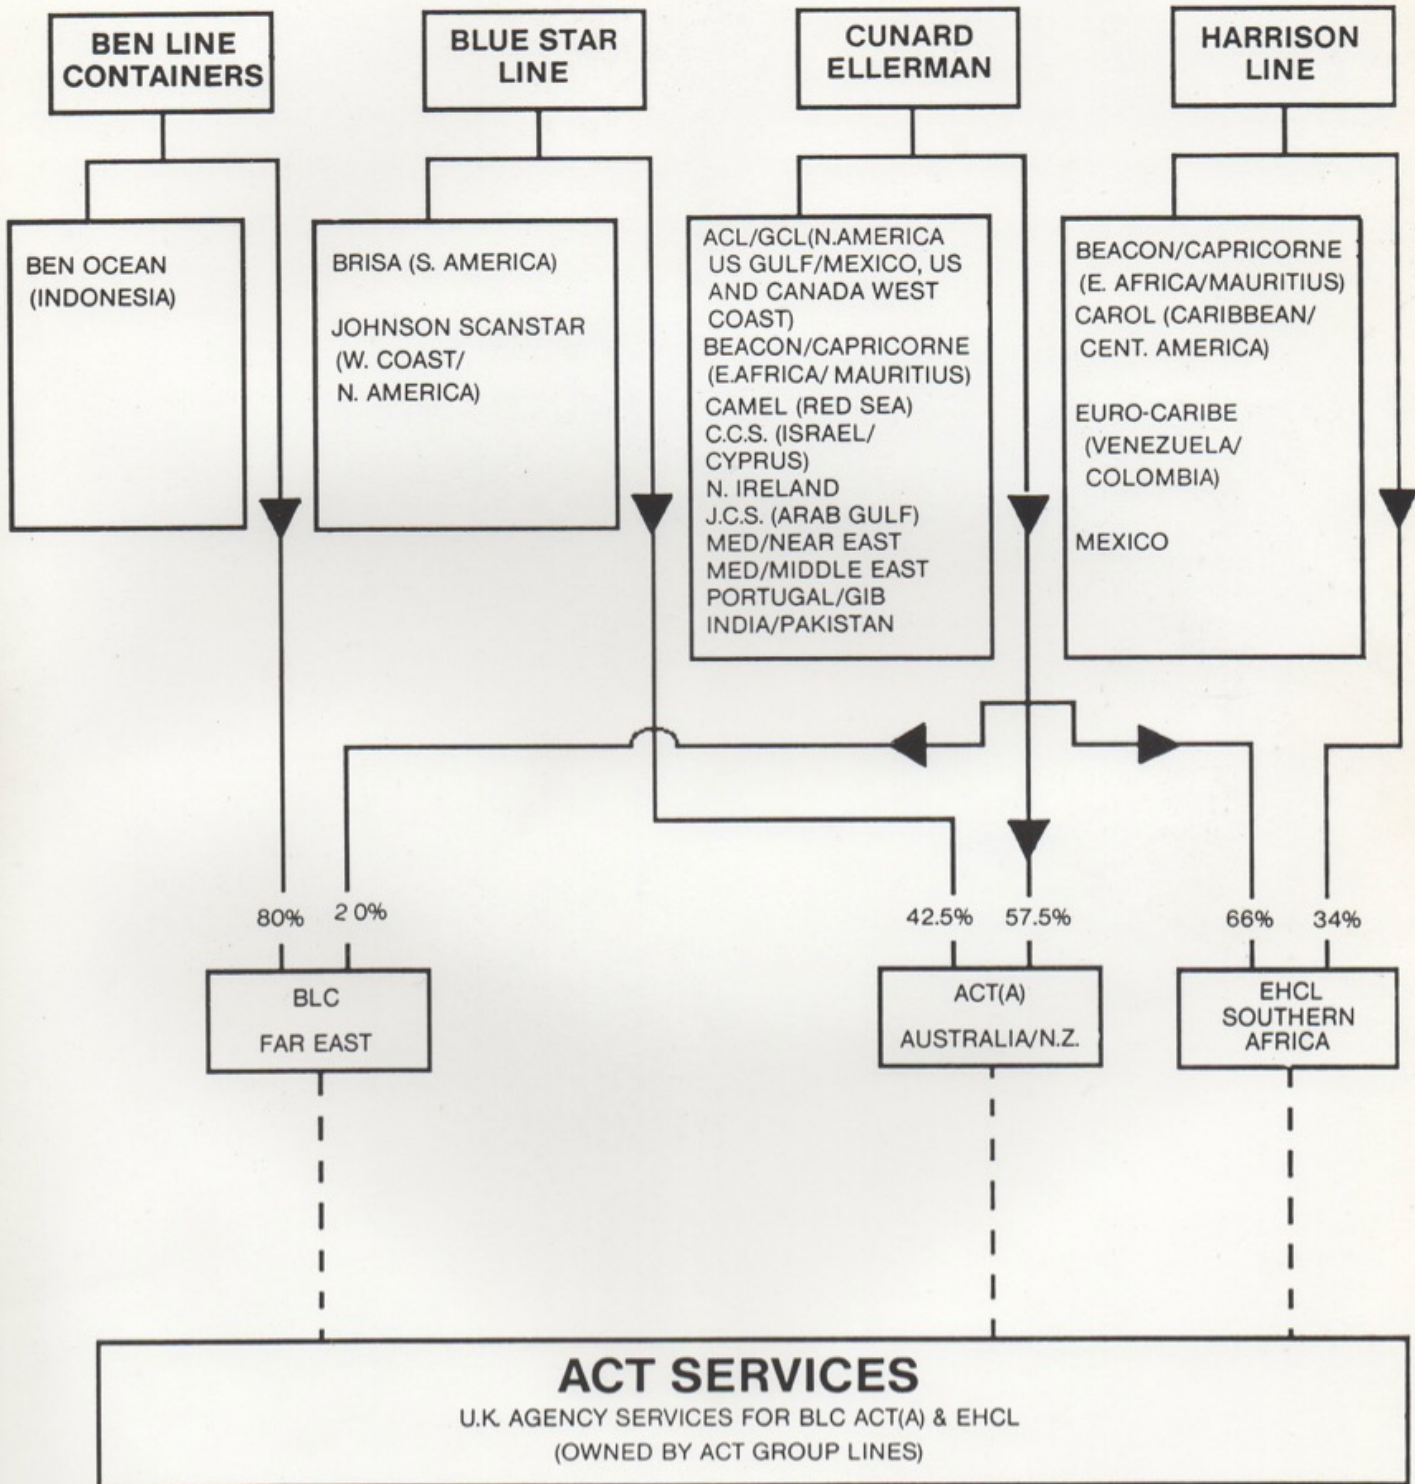 BEN LINE
CONTAINERS
BLUE STAR
LINE
CUNARD
ELLERMAN
HARRISON
LINE
BEN OCEAN
(INDONESIA)
BRISA (S. AMERICA)
JOHNSON SCANSTAR
(W. COAST/
N. AMERICA)
ACL/GCL(N.AMERICA
US GULF/MEXICO, US
AND CANADA WEST
COAST)
BEACON/CAPRICORNE
(E.AFRICA/ MAURITIUS)
CAMEL (RED SEA)
C.C.S. (ISRAEL/
CYPRUS)
N. IRELAND
J.C.S. (ARAB GULF)
MED/NEAR EAST
MED/MIDDLE EAST
PORTUGAL/GIB
INDIA/PAKISTAN
BEACON/CAPRICORNE
(E. AFRICA/MAURITIUS)
CAROL (CARIBBEAN/
CENT. AMERICA)
EURO-CARIBE
(VENEZUELA/
COLOMBIA)
MEXICO
80% 20%
42.5% 57.5%
66% 34%
BLC
FAR EAST
ACT(A)
AUSTRALIA/N.Z.
EHCL
SOUTHERN
AFRICA
ACT SERVICES
U.K. AGENCY SERVICES FOR BLC ACT(A) & EHCL
(OWNED BY ACT GROUP LINES)